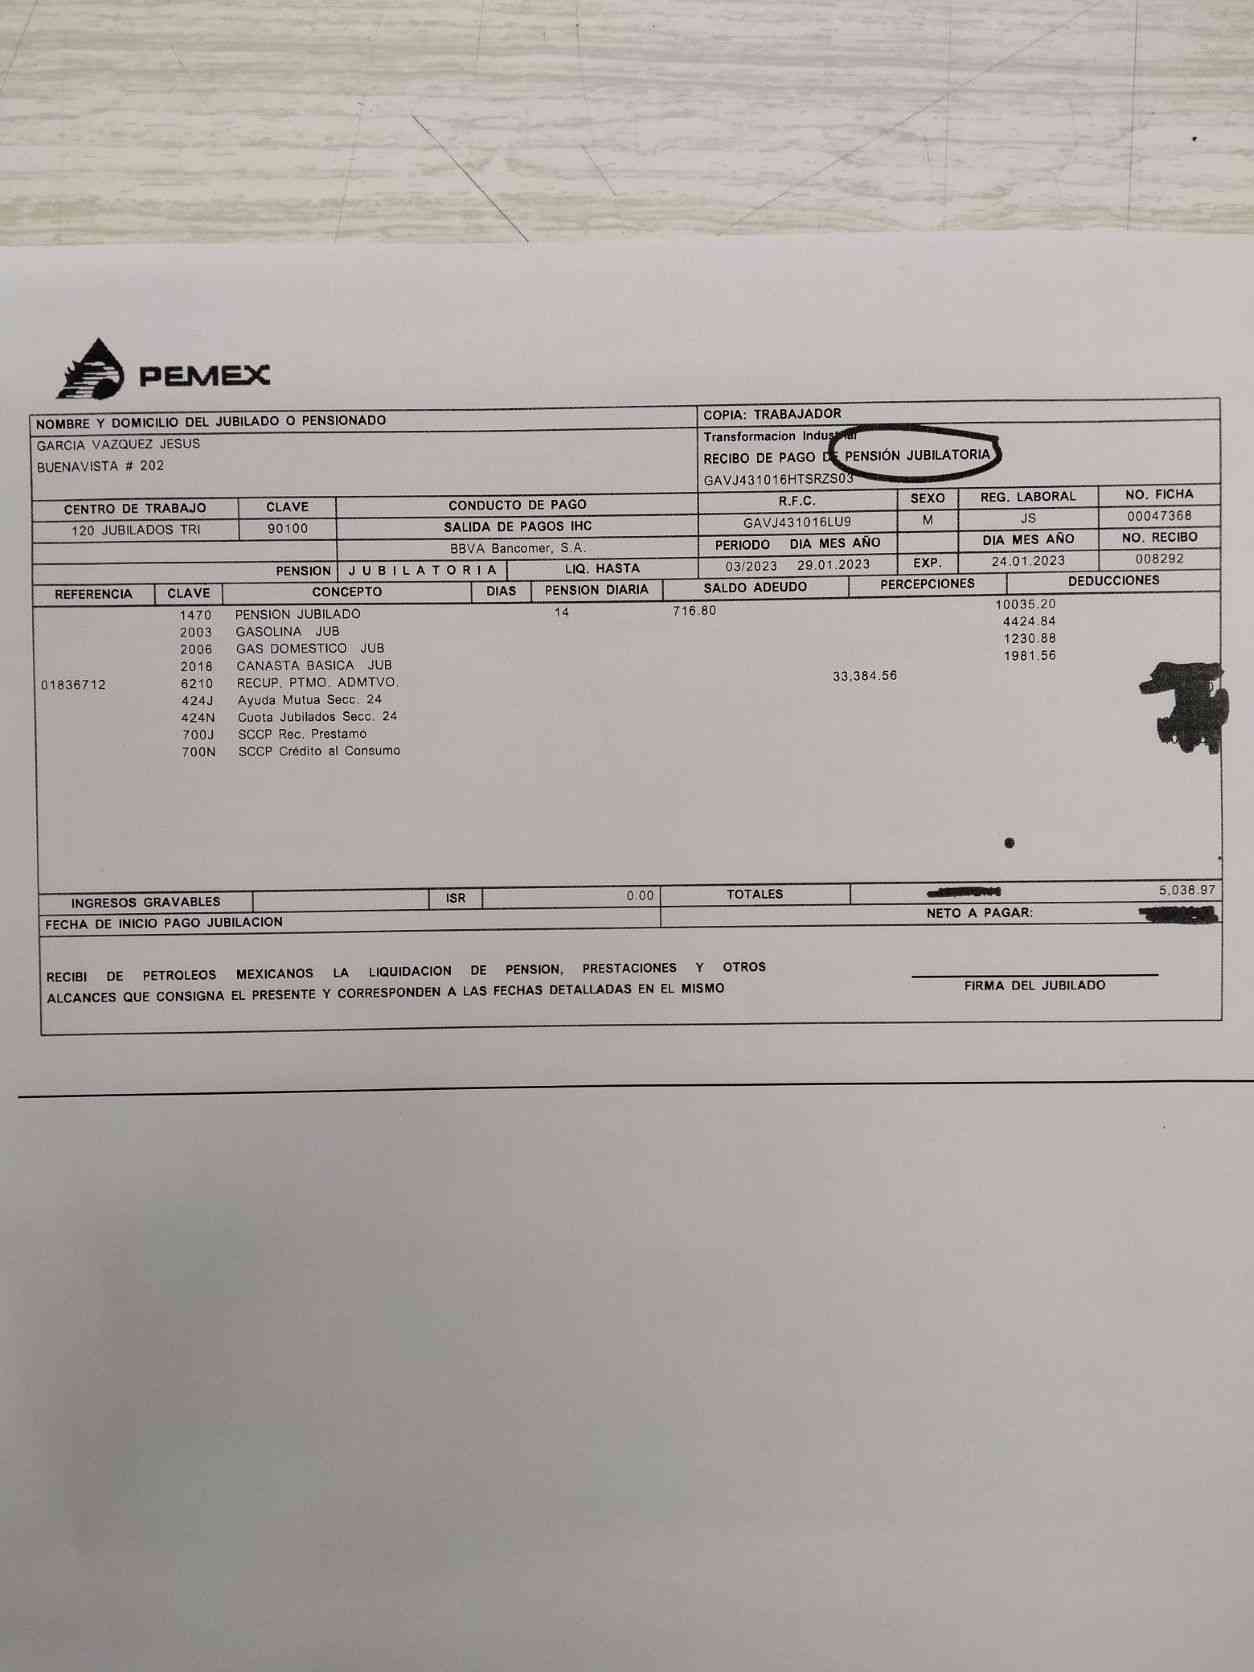 PEMEX
NOMBRE Y DOMICILIO DEL JUBILADO O PENSIONADO
COPIA: TRABAJADOR
GARCIA VAZQUEZ JESUS
Transformacion Industrial
BUENAVISTA # 202
RECIBO DE PAGO DE PENSIÓN JUBILATORIA
GAVJ431016HTSRZS03
CENTRO DE TRABAJO CLAVE CONDUCTO DE PAGO R.F.C. SEXO REG. LABORAL NO. FICHA
120 JUBILADOS TRI 90100 SALIDA DE PAGOS IHC GAVJ431016LU9 M JS 00047368
BBVA Bancomer, S.A. PERIODO DIA MES AÑO DIA MES AÑO NO. RECIBO
PENSION JUBILATORIA LIQ. HASTA 03/2023 29.01.2023 EXP. 24.01.2023 008292
REFERENCIA CLAVE CONCEPTO DIAS PENSION DIARIA SALDO ADEUDO PERCEPCIONES DEDUCCIONES
1470 PENSION JUBILADO 14 716.80 10035.20
2003 GASOLINA JUB 4424.84
2006 GAS DOMESTICO JUB 1230.88
2016 CANASTA BASICA JUB 1981.56
01836712 6210 RECUP. PTMO. ADMTVO. 33,384.56
424J Ayuda Mutua Secc. 24
424N Cuota Jubilados Secc. 24
700J SCCP Rec. Prestamo
700N SCCP Crédito al Consumo
INGRESOS GRAVABLES ISR 0.00 TOTALES 5,038.97
FECHA DE INICIO PAGO JUBILACION NETO A PAGAR:
RECIBI DE PETROLEOS MEXICANOS LA LIQUIDACION DE PENSION, PRESTACIONES Y OTROS
ALCANCES QUE CONSIGNA EL PRESENTE Y CORRESPONDEN A LAS FECHAS DETALLADAS EN EL MISMO
FIRMA DEL JUBILADO